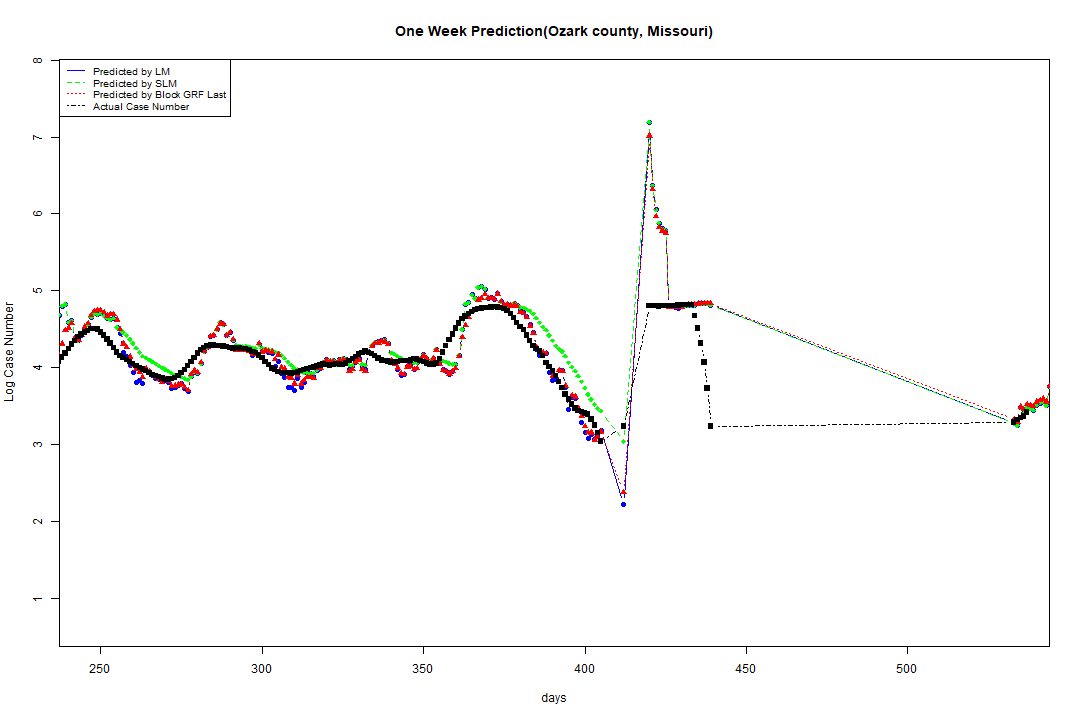 One Week Prediction(Ozark county, Missouri)
Predicted by LM
Predicted by SLM
Predicted by Block GRF Last
Actual Case Number
Log Case Number
8
7
6
5
4
3
2
1
250 300 350 400 450 500
days